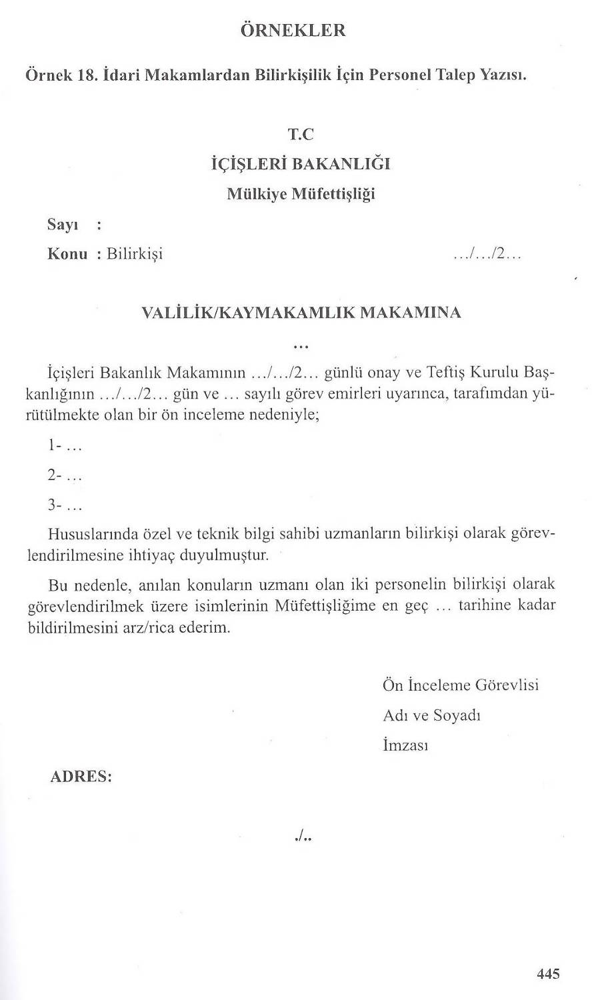 ÖRNEKLER
Örnek 18. İdari Makamlardan Bilirkişilik İçin Personel Talep Yazısı.
T.C
İÇİŞLERİ BAKANLIĞI
Mülkiye Müfettişliği
Sayı :
Konu : Bilirkişi .../.../2...
VALİLİK/KAYMAKAMLIK MAKAMINA
...
İçişleri Bakanlık Makamının .../.../2... günlü onay ve Teftiş Kurulu Baş-
kanlığının .../.../2... gün ve ... sayılı görev emirleri uyarınca, tarafımdan yü-
rütülmekte olan bir ön inceleme nedeniyle;
1- ...
2- ...
3- ...
Hususlarında özel ve teknik bilgi sahibi uzmanların bilirkişi olarak görev-
lendirilmesine ihtiyaç duyulmuştur.
Bu nedenle, anılan konuların uzmanı olan iki personelin bilirkişi olarak
görevlendirilmek üzere isimlerinin Müfettişliğime en geç ... tarihine kadar
bildirilmesini arz/rica ederim.
Ön İnceleme Görevlisi
Adı ve Soyadı
İmzası
ADRES:
./..
445